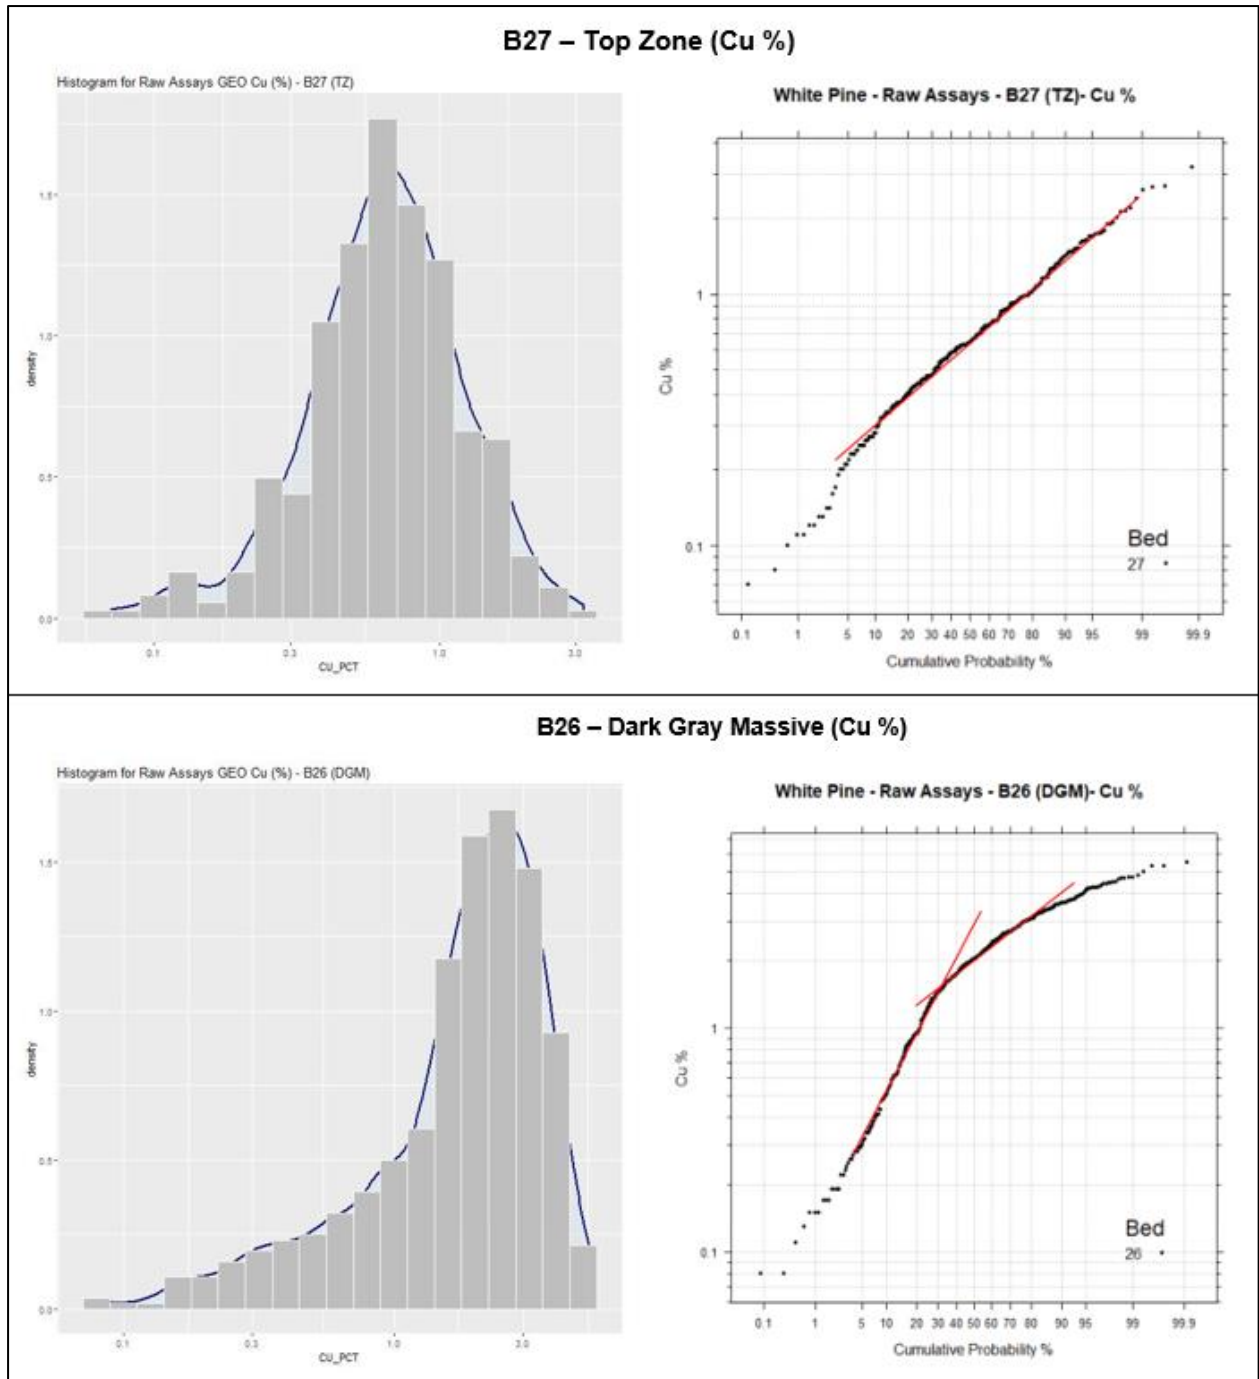 B27 – Top Zone (Cu %)
Histogram for Raw Assays GEO Cu (%) - B27 (TZ)
1.5
1.0
0.5
0.0
density
0.1 0.3 1.0 3.0
CU_PCT
White Pine - Raw Assays - B27 (TZ)- Cu %
1
0.1
Cu %
Bed
27
0.1 1 5 10 20 30 40 50 60 70 80 90 95 99 99.9
Cumulative Probability %
B26 – Dark Gray Massive (Cu %)
Histogram for Raw Assays GEO Cu (%) - B26 (DGM)
1.5
1.0
0.5
0.0
density
0.1 0.3 1.0 3.0
CU_PCT
White Pine - Raw Assays - B26 (DGM)- Cu %
1
0.1
Cu %
Bed
26
0.1 1 5 10 20 30 40 50 60 70 80 90 95 99 99.9
Cumulative Probability %